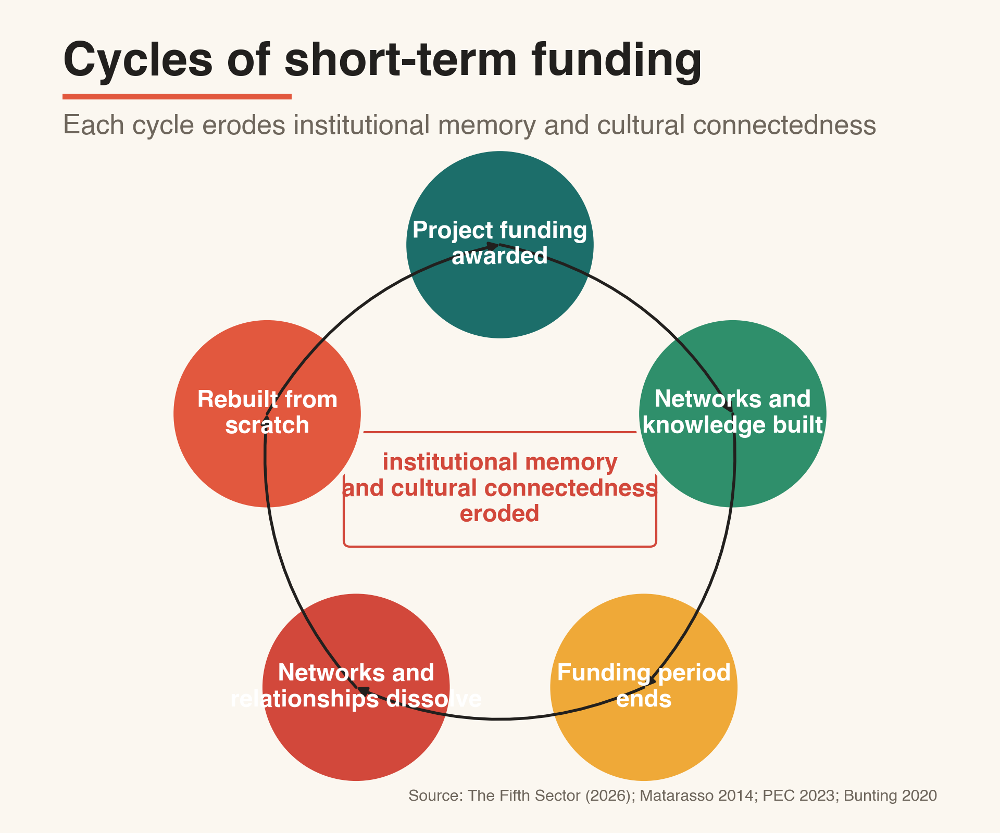 Cycles of short-term funding
Each cycle erodes institutional memory and cultural connectedness
Project funding
awarded
Networks and
knowledge built
Funding period
ends
Networks and
relationships dissolve
Rebuilt from
scratch
institutional memory
and cultural connectedness
eroded
Source: The Fifth Sector (2026); Matarasso 2014; PEC 2023; Bunting 2020